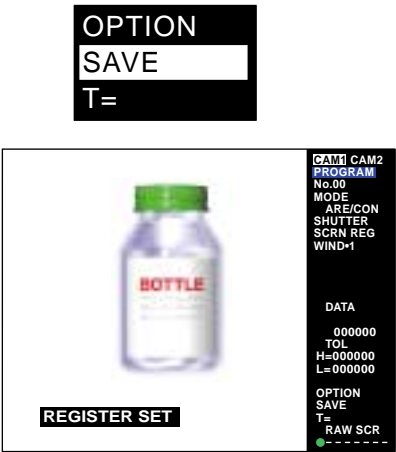 OPTION
SAVE
T=
CAM1 CAM2
PROGRAM
No.00
MODE
ARE/CON
SHUTTER
SCRN REG
WIND•1
BOTTLE
DATA
000000
TOL
H=000000
L=000000
OPTION
SAVE
T=
RAW SCR
REGISTER SET